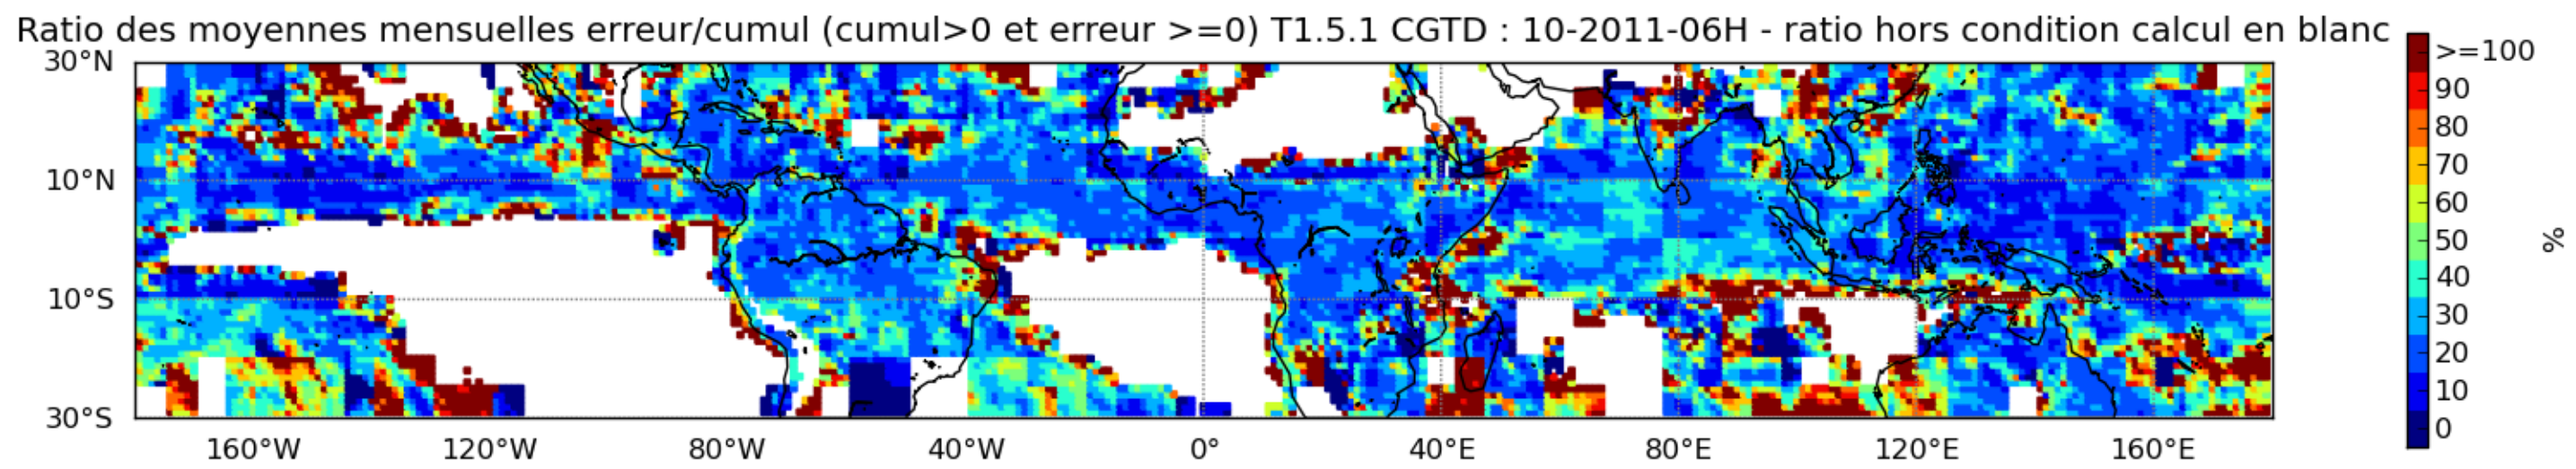 Ratio des moyennes mensuelles erreur/cumul (cumul>0 et erreur >=0) T1.5.1 CGTD : 10-2011-06H - ratio hors condition calcul en blanc
30°N
10°N
10°S
30°S
160°W 120°W 80°W 40°W 0° 40°E 80°E 120°E 160°E
>=100
90
80
70
60
50
40
30
20
10
0
%